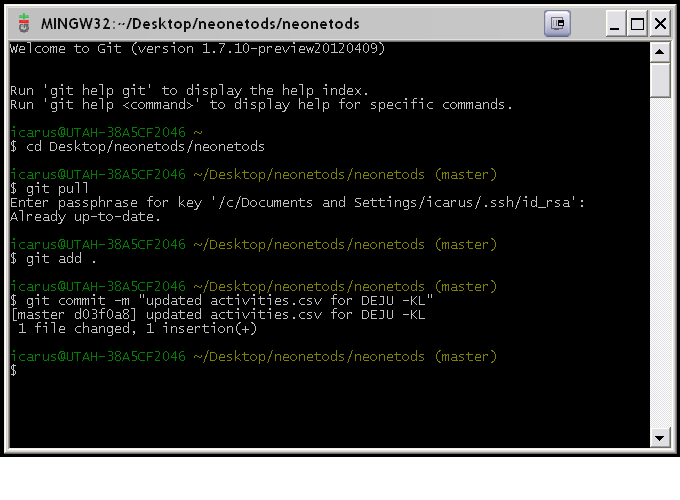 MINGW32:~/Desktop/neonetods/neonetods
Welcome to Git (version 1.7.10-preview20120409)
Run 'git help git' to display the help index.
Run 'git help <command>' to display help for specific commands.
icarus@UTAH-38A5CF2046 ~
$ cd Desktop/neonetods/neonetods
icarus@UTAH-38A5CF2046 ~/Desktop/neonetods/neonetods (master)
$ git pull
Enter passphrase for key '/c/Documents and Settings/icarus/.ssh/id_rsa':
Already up-to-date.
icarus@UTAH-38A5CF2046 ~/Desktop/neonetods/neonetods (master)
$ git add .
icarus@UTAH-38A5CF2046 ~/Desktop/neonetods/neonetods (master)
$ git commit -m "updated activities.csv for DEJU -KL"
[master d03f0a8] updated activities.csv for DEJU -KL
1 file changed, 1 insertion(+)
icarus@UTAH-38A5CF2046 ~/Desktop/neonetods/neonetods (master)
$